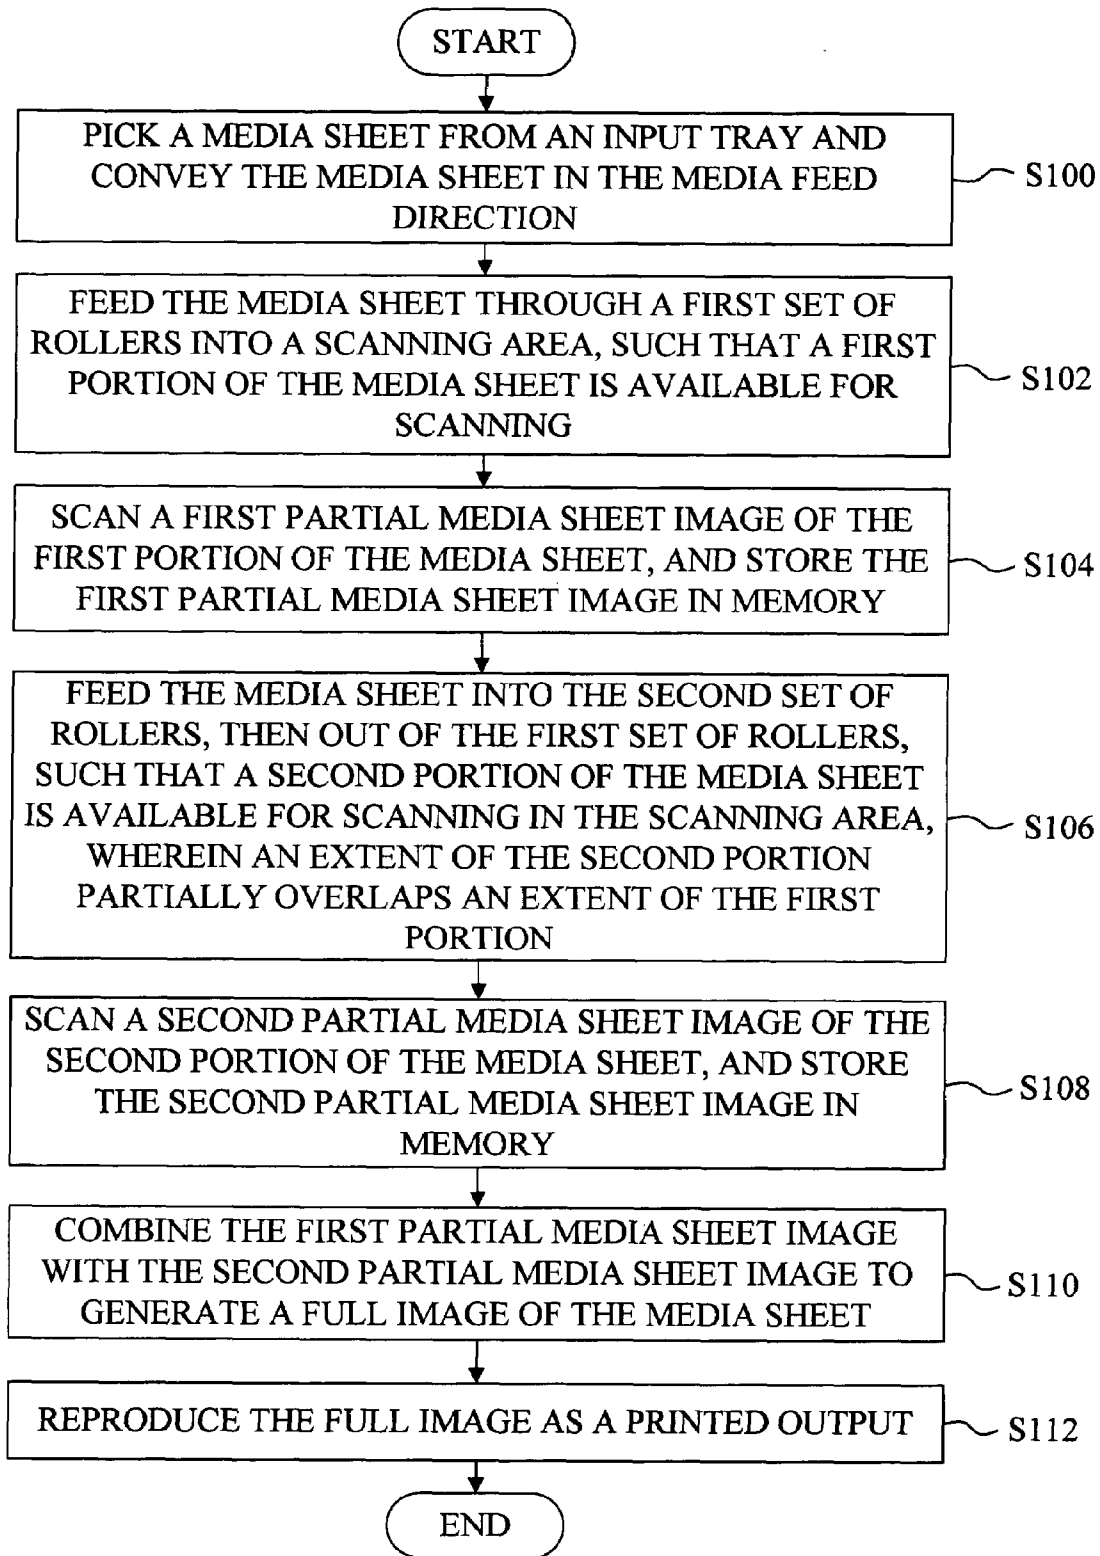 START
PICK A MEDIA SHEET FROM AN INPUT TRAY AND
CONVEY THE MEDIA SHEET IN THE MEDIA FEED
DIRECTION
S100
FEED THE MEDIA SHEET THROUGH A FIRST SET OF
ROLLERS INTO A SCANNING AREA, SUCH THAT A FIRST
PORTION OF THE MEDIA SHEET IS AVAILABLE FOR
SCANNING
S102
SCAN A FIRST PARTIAL MEDIA SHEET IMAGE OF THE
FIRST PORTION OF THE MEDIA SHEET, AND STORE THE
FIRST PARTIAL MEDIA SHEET IMAGE IN MEMORY
S104
FEED THE MEDIA SHEET INTO THE SECOND SET OF
ROLLERS, THEN OUT OF THE FIRST SET OF ROLLERS,
SUCH THAT A SECOND PORTION OF THE MEDIA SHEET
IS AVAILABLE FOR SCANNING IN THE SCANNING AREA,
WHEREIN AN EXTENT OF THE SECOND PORTION
PARTIALLY OVERLAPS AN EXTENT OF THE FIRST
PORTION
S106
SCAN A SECOND PARTIAL MEDIA SHEET IMAGE OF THE
SECOND PORTION OF THE MEDIA SHEET, AND STORE
THE SECOND PARTIAL MEDIA SHEET IMAGE IN
MEMORY
S108
COMBINE THE FIRST PARTIAL MEDIA SHEET IMAGE
WITH THE SECOND PARTIAL MEDIA SHEET IMAGE TO
GENERATE A FULL IMAGE OF THE MEDIA SHEET
S110
REPRODUCE THE FULL IMAGE AS A PRINTED OUTPUT
S112
END